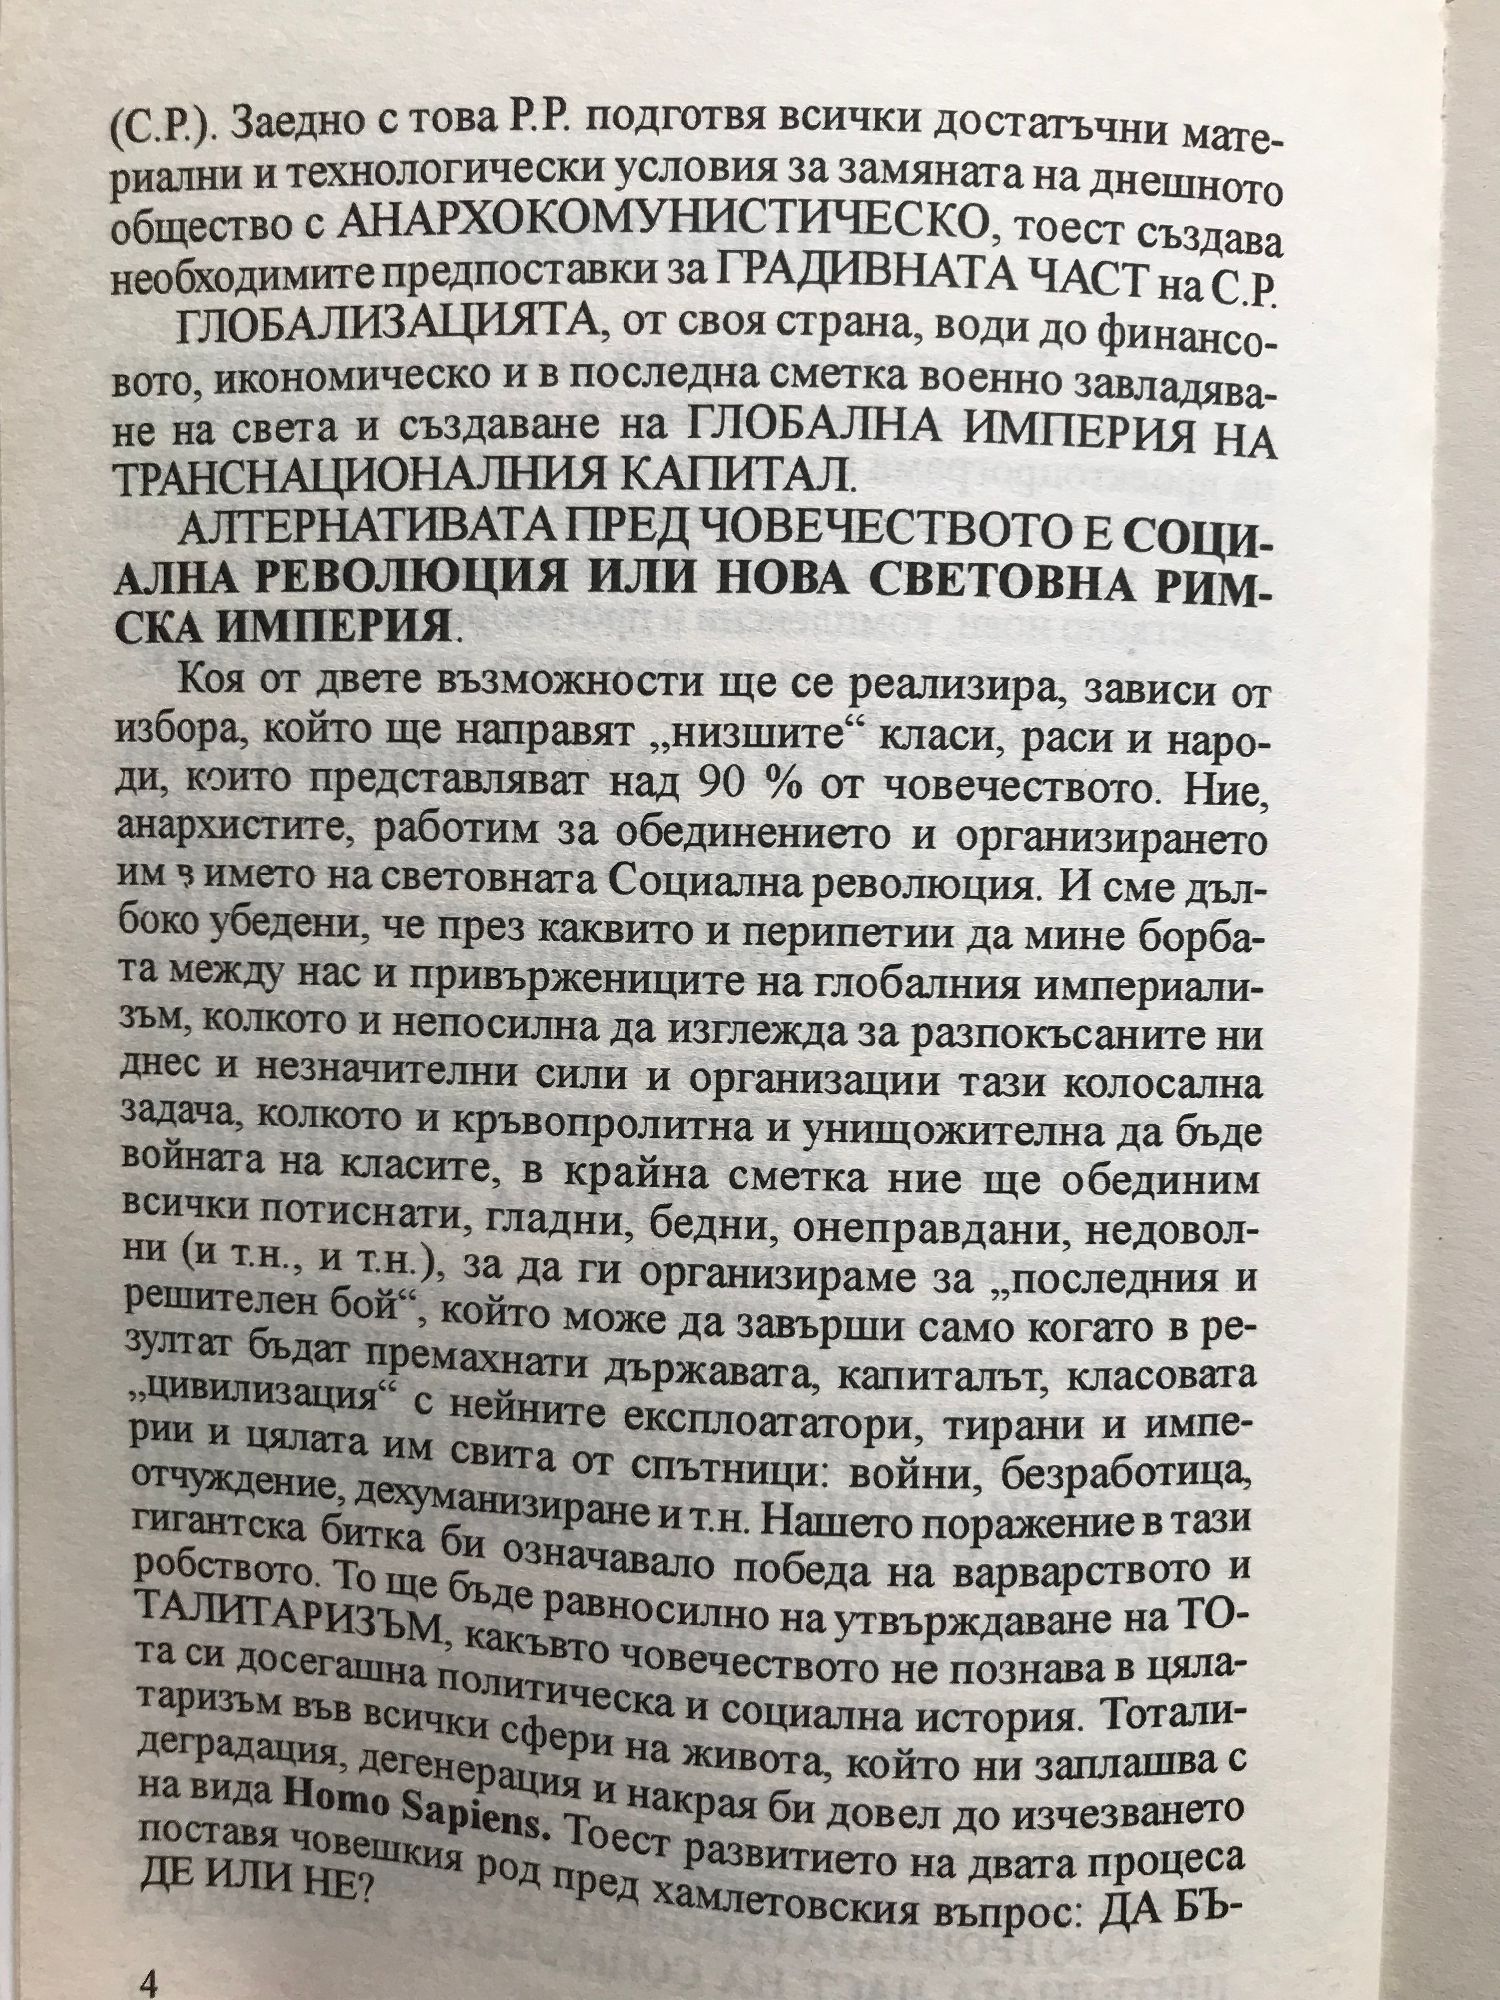 (С.Р.). Заедно с това Р.Р. подготвя всички достатъчни мате-
риални и технологически условия за замяната на днешното
общество с АНАРХОКОМУНИСТИЧЕСКО, тоест създава
необходимите предпоставки за ГРАДИВНАТА ЧАСТ на С.Р.
ГЛОБАЛИЗАЦИЯТА, от своя страна, води до финансо-
вото, икономическо и в последна сметка военно завладява-
не на света и създаване на ГЛОБАЛНА ИМПЕРИЯ НА
ТРАНСНАЦИОНАЛНИЯ КАПИТАЛ.
АЛТЕРНАТИВАТА ПРЕД ЧОВЕЧЕСТВОТО Е СОЦИ-
АЛНА РЕВОЛЮЦИЯ ИЛИ НОВА СВЕТОВНА РИМ-
СКА ИМПЕРИЯ.
Коя от двете възможности ще се реализира, зависи от
избора, който ще направят „низшите“ класи, раси и наро-
ди, които представляват над 90 % от човечеството. Ние,
анархистите, работим за обединението и организирането
им в името на световната Социална революция. И сме дъл-
боко убедени, че през каквито и перипетии да мине борба-
та между нас и привържениците на глобалния империали-
зъм, колкото и непосилна да изглежда за разпокъсаните ни
днес и незначителни сили и организации тази колосална
задача, колкото и кръвопролитна и унищожителна да бъде
войната на класите, в крайна сметка ние ще обединим
всички потиснати, гладни, бедни, онеправдани, недовол-
ни (и т.н., и т.н.), за да ги организираме за „последния и
решителен бой“, който може да завърши само когато в ре-
зултат бъдат премахнати държавата, капиталът, класовата
„цивилизация“ с нейните експлоататори, тирани и импе-
рии и цялата им свита от спътници: войни, безработица,
отчуждение, дехуманизиране и т.н. Нашето поражение в тази
гигантска битка би означавало победа на варварството и
робството. То ще бъде равносилно на утвърждаване на ТО-
ТАЛИТАРИЗЪМ, какъвто човечеството не познава в цяла-
та си досегашна политическа и социална история. Тотали-
таризъм във всички сфери на живота, който ни заплашва с
деградация, дегенерация и накрая би довел до изчезването
на вида Homo Sapiens. Тоест развитието на двата процеса
поставя човешкия род пред хамлетовския въпрос: ДА БЪ-
ДЕ ИЛИ НЕ?
4